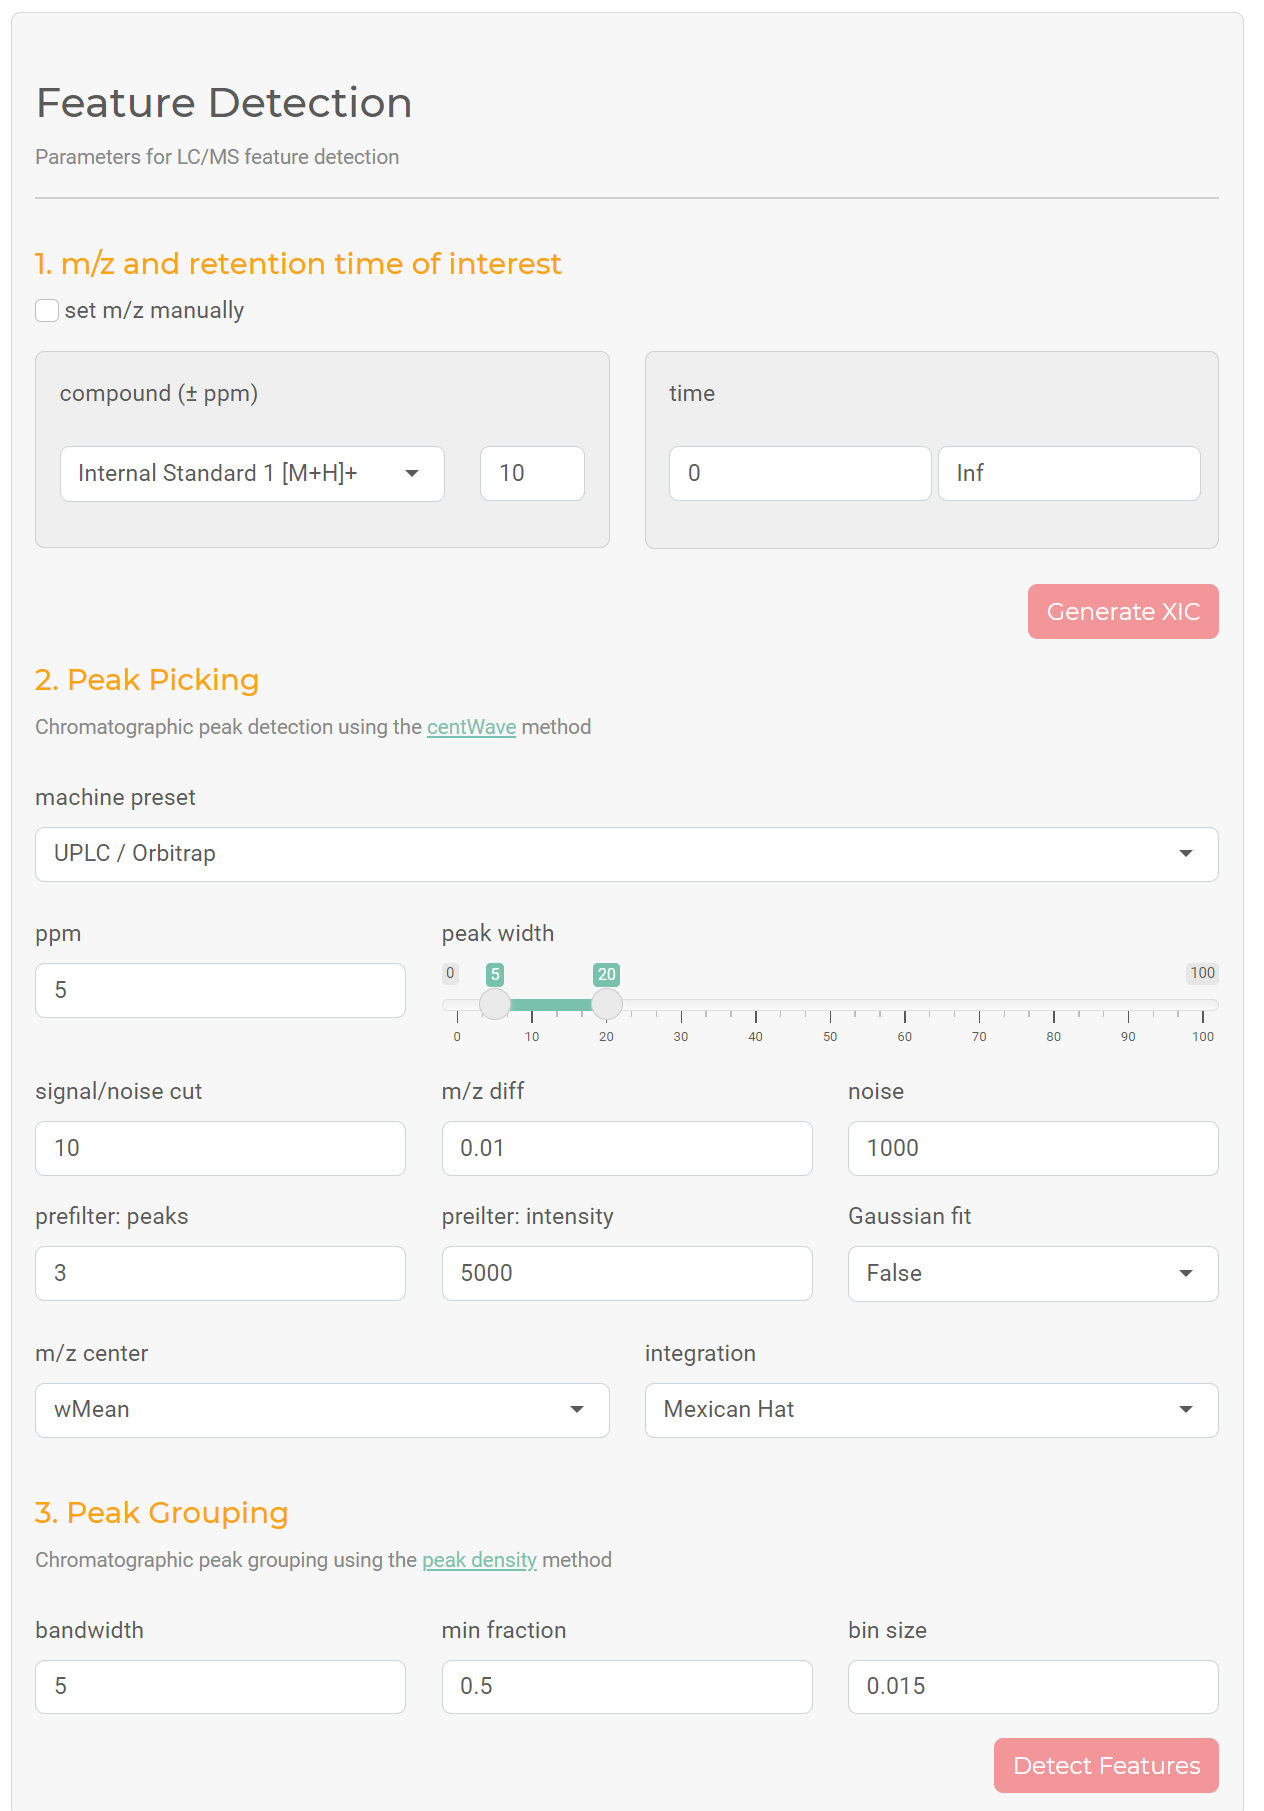 Feature Detection
Parameters for LC/MS feature detection
1. m/z and retention time of interest
set m/z manually
compound (± ppm)
time
Internal Standard 1 [M+H]+
10
0
Inf
Generate XIC
2. Peak Picking
Chromatographic peak detection using the centWave method
machine preset
UPLC / Orbitrap
ppm
peak width
5
0 5 20 100
0 10 20 30 40 50 60 70 80 90 100
signal/noise cut
m/z diff
noise
10
0.01
1000
prefilter: peaks
preilter: intensity
Gaussian fit
3
5000
False
m/z center
integration
wMean
Mexican Hat
3. Peak Grouping
Chromatographic peak grouping using the peak density method
bandwidth
min fraction
bin size
5
0.5
0.015
Detect Features